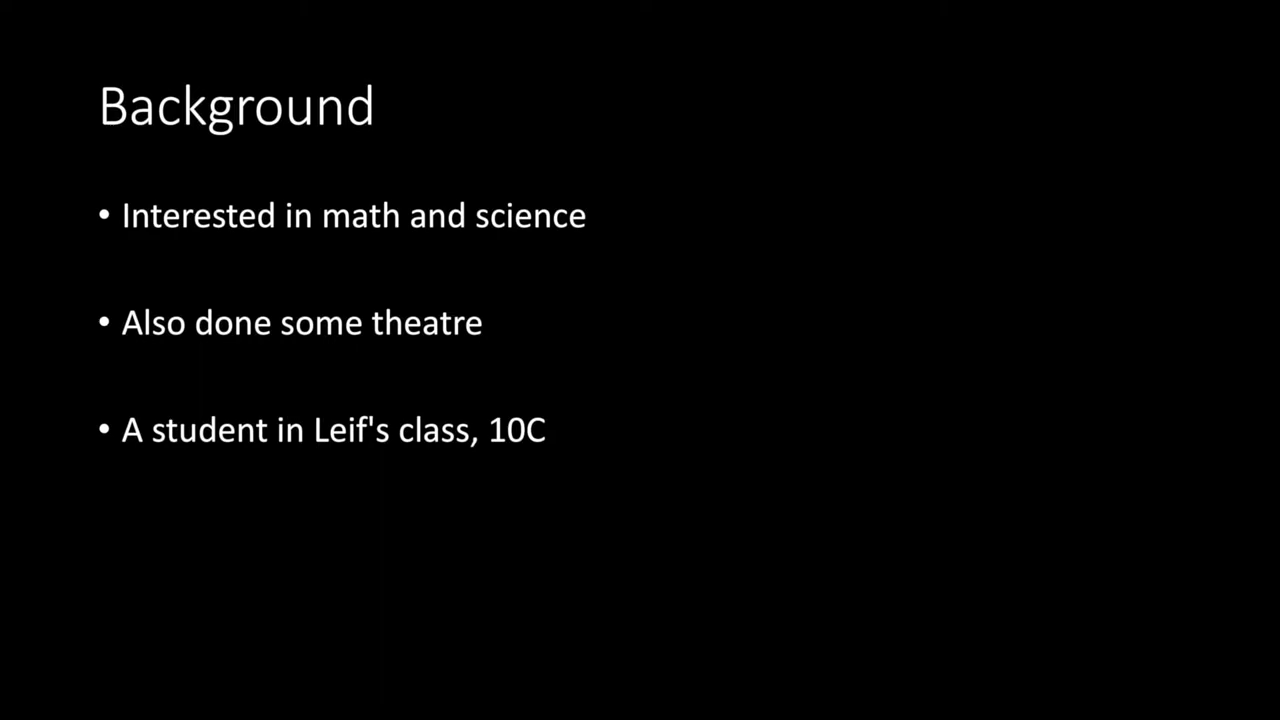 Background
• Interested in math and science
• Also done some theatre
• A student in Leif's class, 10C